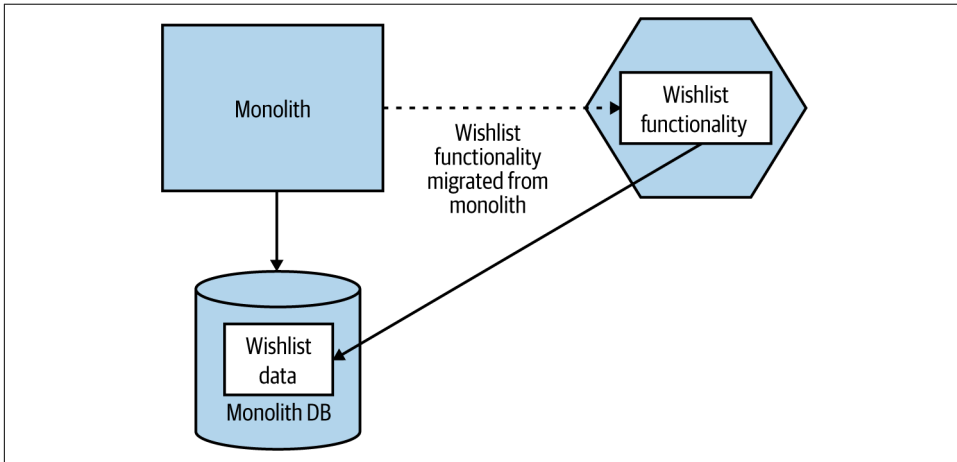 Monolith
Wishlist
functionality
Wishlist
functionality
migrated from
monolith
Wishlist
data
Monolith DB